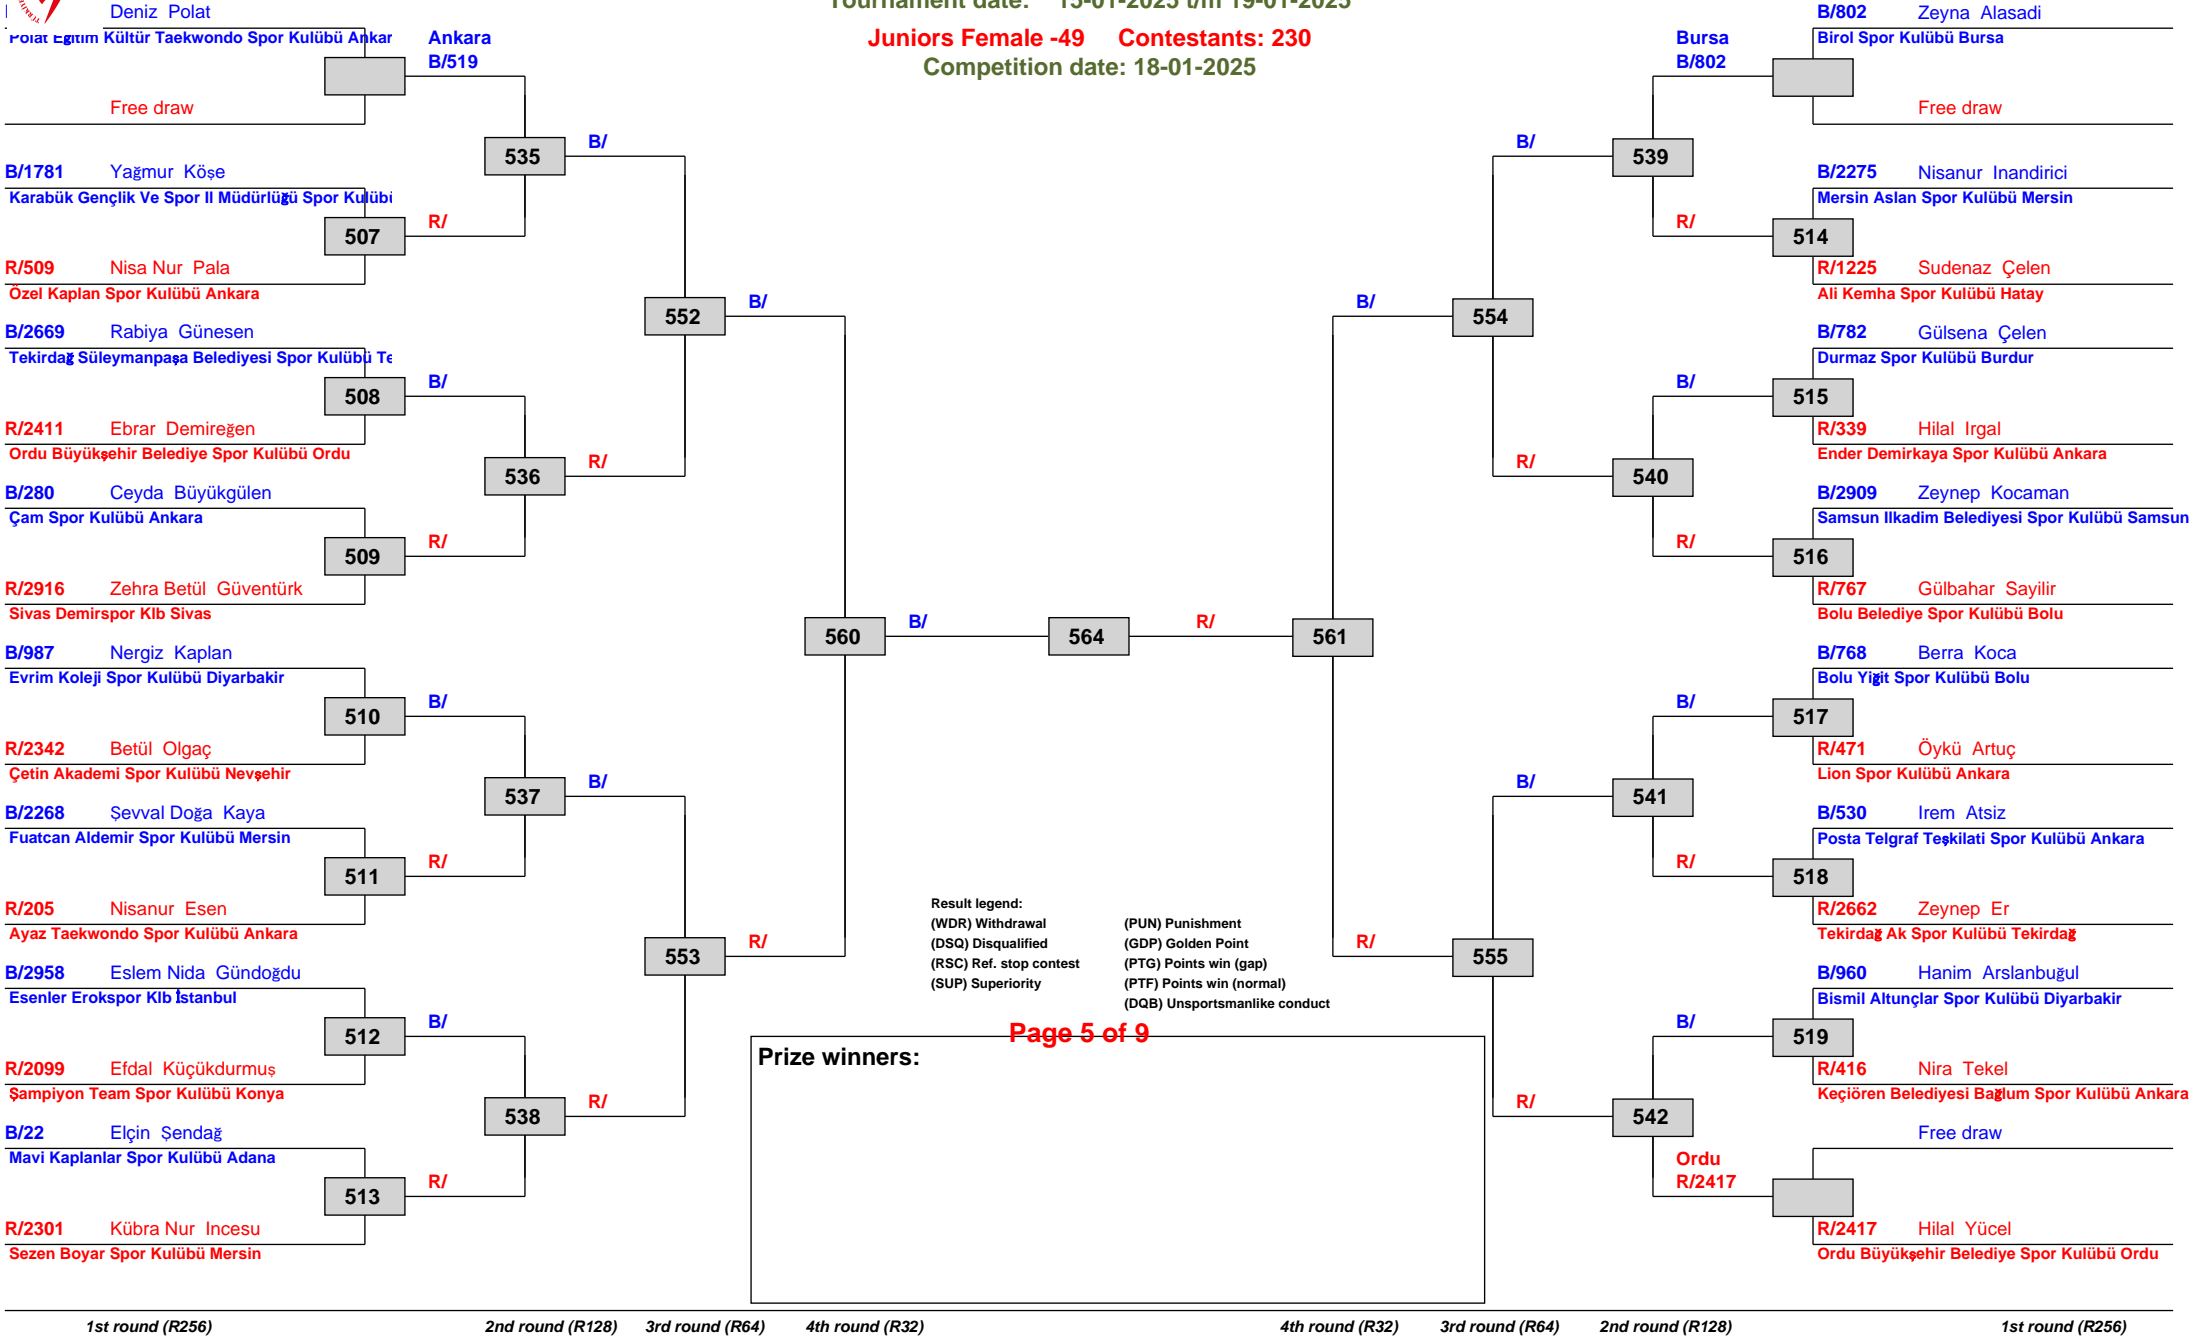 Tournament date: 15-01-2025 t/m 19-01-2025
Juniors Female -49 Contestants: 230
Competition date: 18-01-2025
Deniz Polat
Polat Eğitim Kültür Taekwondo Spor Kulübü Ankar
Ankara
B/519
Free draw
535
B/
B/1781 Yağmur Köşe
Karabük Gençlik Ve Spor Il Müdürlüğü Spor Kulübü
507
R/
R/509 Nisa Nur Pala
Özel Kaplan Spor Kulübü Ankara
552
B/
B/2669 Rabiya Günesen
Tekirdağ Süleymanpaşa Belediyesi Spor Kulübü Te
508
B/
R/2411 Ebrar Demireğen
Ordu Büyükşehir Belediye Spor Kulübü Ordu
536
R/
B/280 Ceyda Büyükgülen
Çam Spor Kulübü Ankara
509
R/
R/2916 Zehra Betül Güventürk
Sivas Demirspor Klb Sivas
560
B/
564
R/
561
B/987 Nergiz Kaplan
Evrim Koleji Spor Kulübü Diyarbakir
510
B/
R/2342 Betül Olgaç
Çetin Akademi Spor Kulübü Nevşehir
537
B/
B/2268 Şevval Doğa Kaya
Fuatcan Aldemir Spor Kulübü Mersin
511
R/
R/205 Nisanur Esen
Ayaz Taekwondo Spor Kulübü Ankara
553
R/
B/2958 Eslem Nida Gündoğdu
Esenler Erokspor Klb İstanbul
512
B/
R/2099 Efdal Küçükdurmuş
Şampiyon Team Spor Kulübü Konya
538
R/
B/22 Elçin Şendağ
Mavi Kaplanlar Spor Kulübü Adana
513
R/
R/2301 Kübra Nur Incesu
Sezen Boyar Spor Kulübü Mersin
B/802 Zeyna Alasadi
Birol Spor Kulübü Bursa
Bursa
B/802
Free draw
B/
539
B/2275 Nisanur Inandirici
Mersin Aslan Spor Kulübü Mersin
R/
514
R/1225 Sudenaz Çelen
Ali Kemha Spor Kulübü Hatay
B/
554
B/782 Gülsena Çelen
Durmaz Spor Kulübü Burdur
B/
515
R/339 Hilal Irgal
Ender Demirkaya Spor Kulübü Ankara
R/
540
B/2909 Zeynep Kocaman
Samsun Ilkadim Belediyesi Spor Kulübü Samsun
R/
516
R/767 Gülbahar Sayilir
Bolu Belediye Spor Kulübü Bolu
B/768 Berra Koca
Bolu Yiğit Spor Kulübü Bolu
B/
517
R/471 Öykü Artuç
Lion Spor Kulübü Ankara
B/
541
B/530 Irem Atsiz
Posta Telgraf Teşkilati Spor Kulübü Ankara
R/
518
R/2662 Zeynep Er
Tekirdağ Ak Spor Kulübü Tekirdağ
R/
555
B/960 Hanim Arslanbuğul
Bismil Altunçlar Spor Kulübü Diyarbakir
B/
519
R/416 Nira Tekel
Keçiören Belediyesi Bağlum Spor Kulübü Ankara
R/
542
Free draw
Ordu
R/2417
R/2417 Hilal Yücel
Ordu Büyükşehir Belediye Spor Kulübü Ordu
Result legend:
(WDR) Withdrawal (PUN) Punishment
(DSQ) Disqualified (GDP) Golden Point
(RSC) Ref. stop contest (PTG) Points win (gap)
(SUP) Superiority (PTF) Points win (normal)
(DQB) Unsportsmanlike conduct
Page 5 of 9
Prize winners:
1st round (R256) 2nd round (R128) 3rd round (R64) 4th round (R32) 4th round (R32) 3rd round (R64) 2nd round (R128) 1st round (R256)